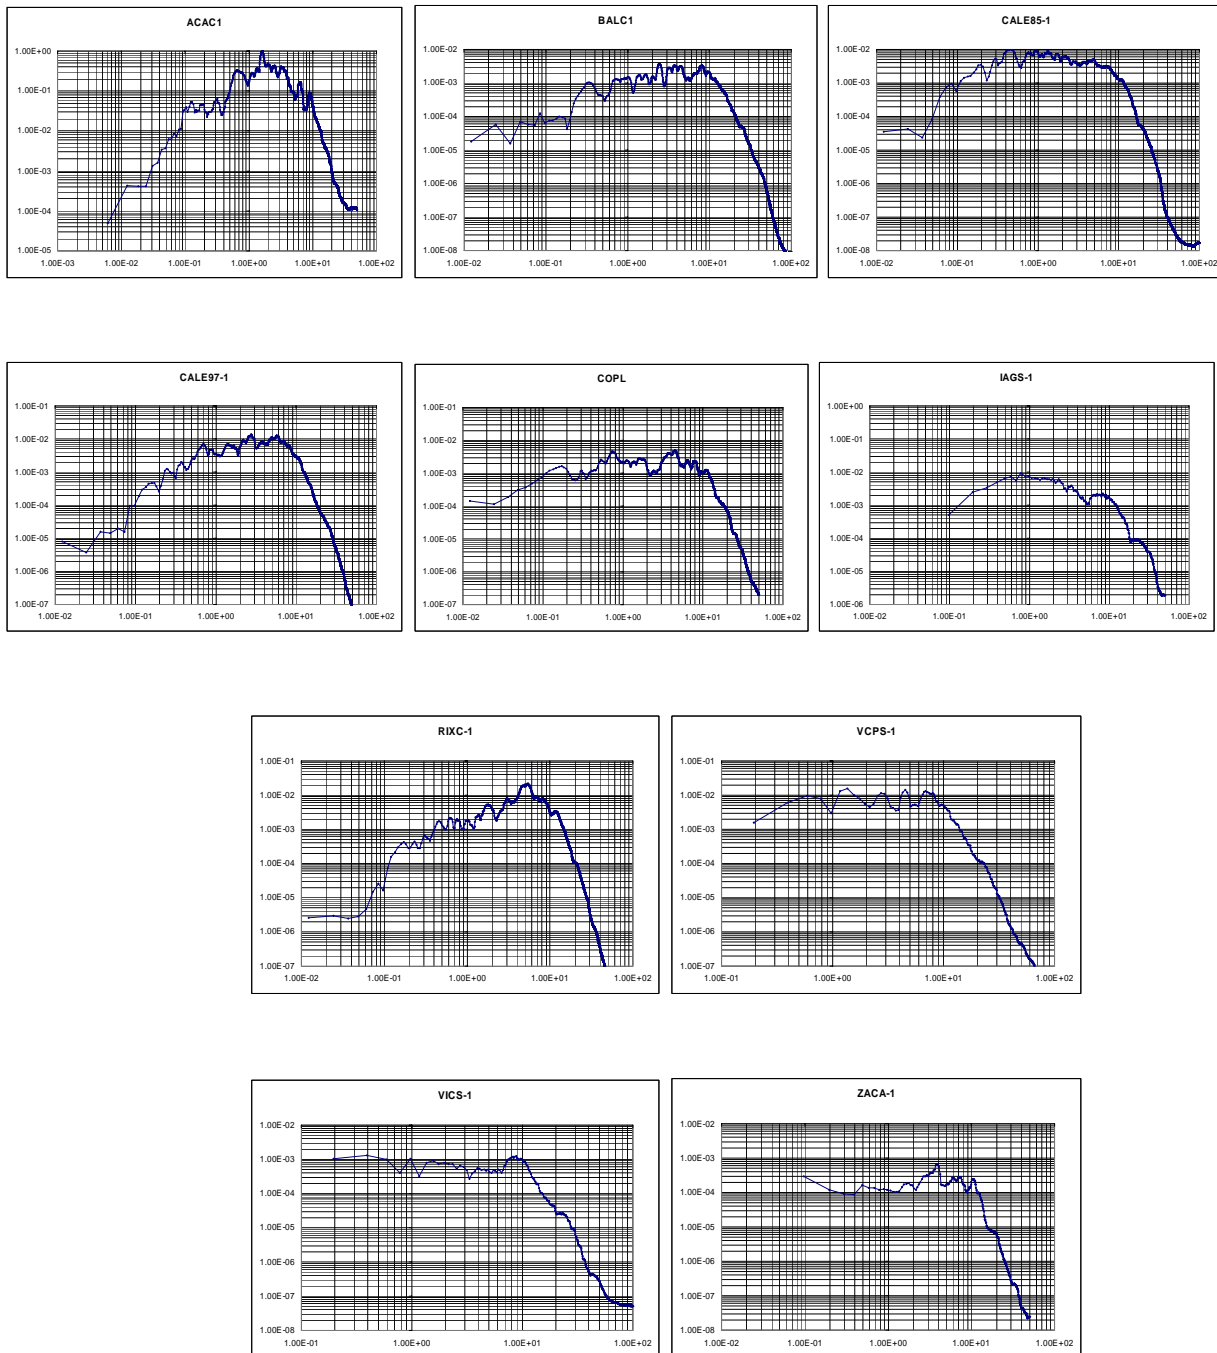 ACAC1
1.00E+00
1.00E-01
1.00E-02
1.00E-03
1.00E-04
1.00E-05
1.00E-03 1.00E-02 1.00E-01 1.00E+00 1.00E+01 1.00E+02
BALC1
1.00E-02
1.00E-03
1.00E-04
1.00E-05
1.00E-06
1.00E-07
1.00E-08
1.00E-02 1.00E-01 1.00E+00 1.00E+01 1.00E+02
CALE85-1
1.00E-02
1.00E-03
1.00E-04
1.00E-05
1.00E-06
1.00E-07
1.00E-08
1.00E-02 1.00E-01 1.00E+00 1.00E+01 1.00E+02
CALE97-1
1.00E-01
1.00E-02
1.00E-03
1.00E-04
1.00E-05
1.00E-06
1.00E-07
1.00E-02 1.00E-01 1.00E+00 1.00E+01 1.00E+02
COPL
1.00E-01
1.00E-02
1.00E-03
1.00E-04
1.00E-05
1.00E-06
1.00E-07
1.00E-02 1.00E-01 1.00E+00 1.00E+01 1.00E+02
IAGS-1
1.00E+00
1.00E-01
1.00E-02
1.00E-03
1.00E-04
1.00E-05
1.00E-06
1.00E-02 1.00E-01 1.00E+00 1.00E+01 1.00E+02
RIXC-1
1.00E-01
1.00E-02
1.00E-03
1.00E-04
1.00E-05
1.00E-06
1.00E-07
1.00E-02 1.00E-01 1.00E+00 1.00E+01 1.00E+02
VCPS-1
1.00E-01
1.00E-02
1.00E-03
1.00E-04
1.00E-05
1.00E-06
1.00E-07
1.00E-01 1.00E+00 1.00E+01 1.00E+02
VICS-1
1.00E-02
1.00E-03
1.00E-04
1.00E-05
1.00E-06
1.00E-07
1.00E-08
1.00E-01 1.00E+00 1.00E+01 1.00E+02
ZACA-1
1.00E-02
1.00E-03
1.00E-04
1.00E-05
1.00E-06
1.00E-07
1.00E-08
1.00E-02 1.00E-01 1.00E+00 1.00E+01 1.00E+02